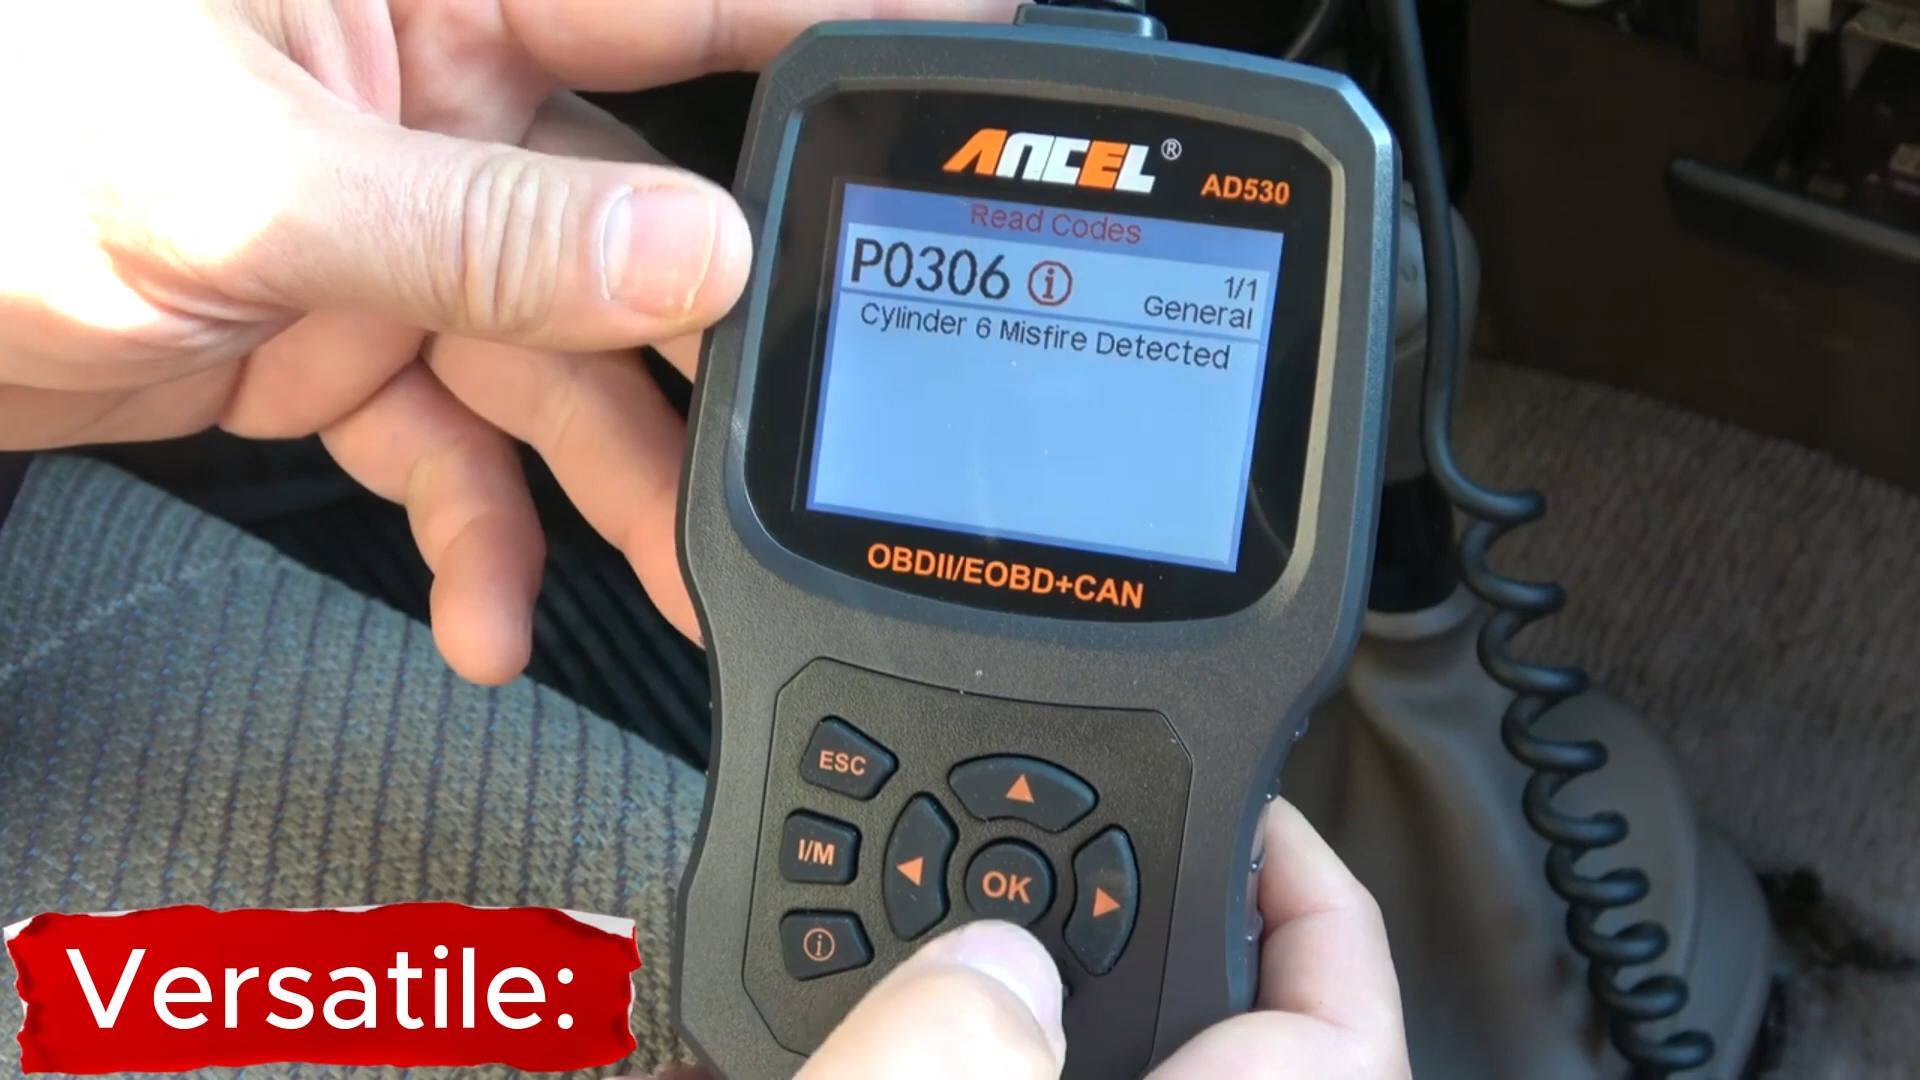 ANCEL®
AD530
Read Codes
P0306 i 1/1
General
Cylinder 6 Misfire Detected
OBDII/EOBD+CAN
ESC
I/M
OK
i
Versatile: